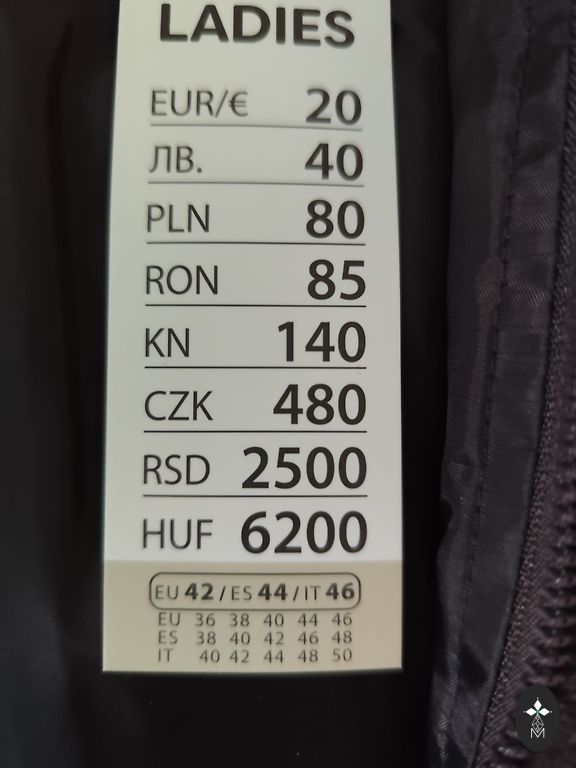 LADIES
EUR/€ 20
ЛВ. 40
PLN 80
RON 85
KN 140
CZK 480
RSD 2500
HUF 6200
EU 42 / ES 44 / IT 46
EU 36 38 40 44 46
ES 38 40 42 46 48
IT 40 42 44 48 50
M